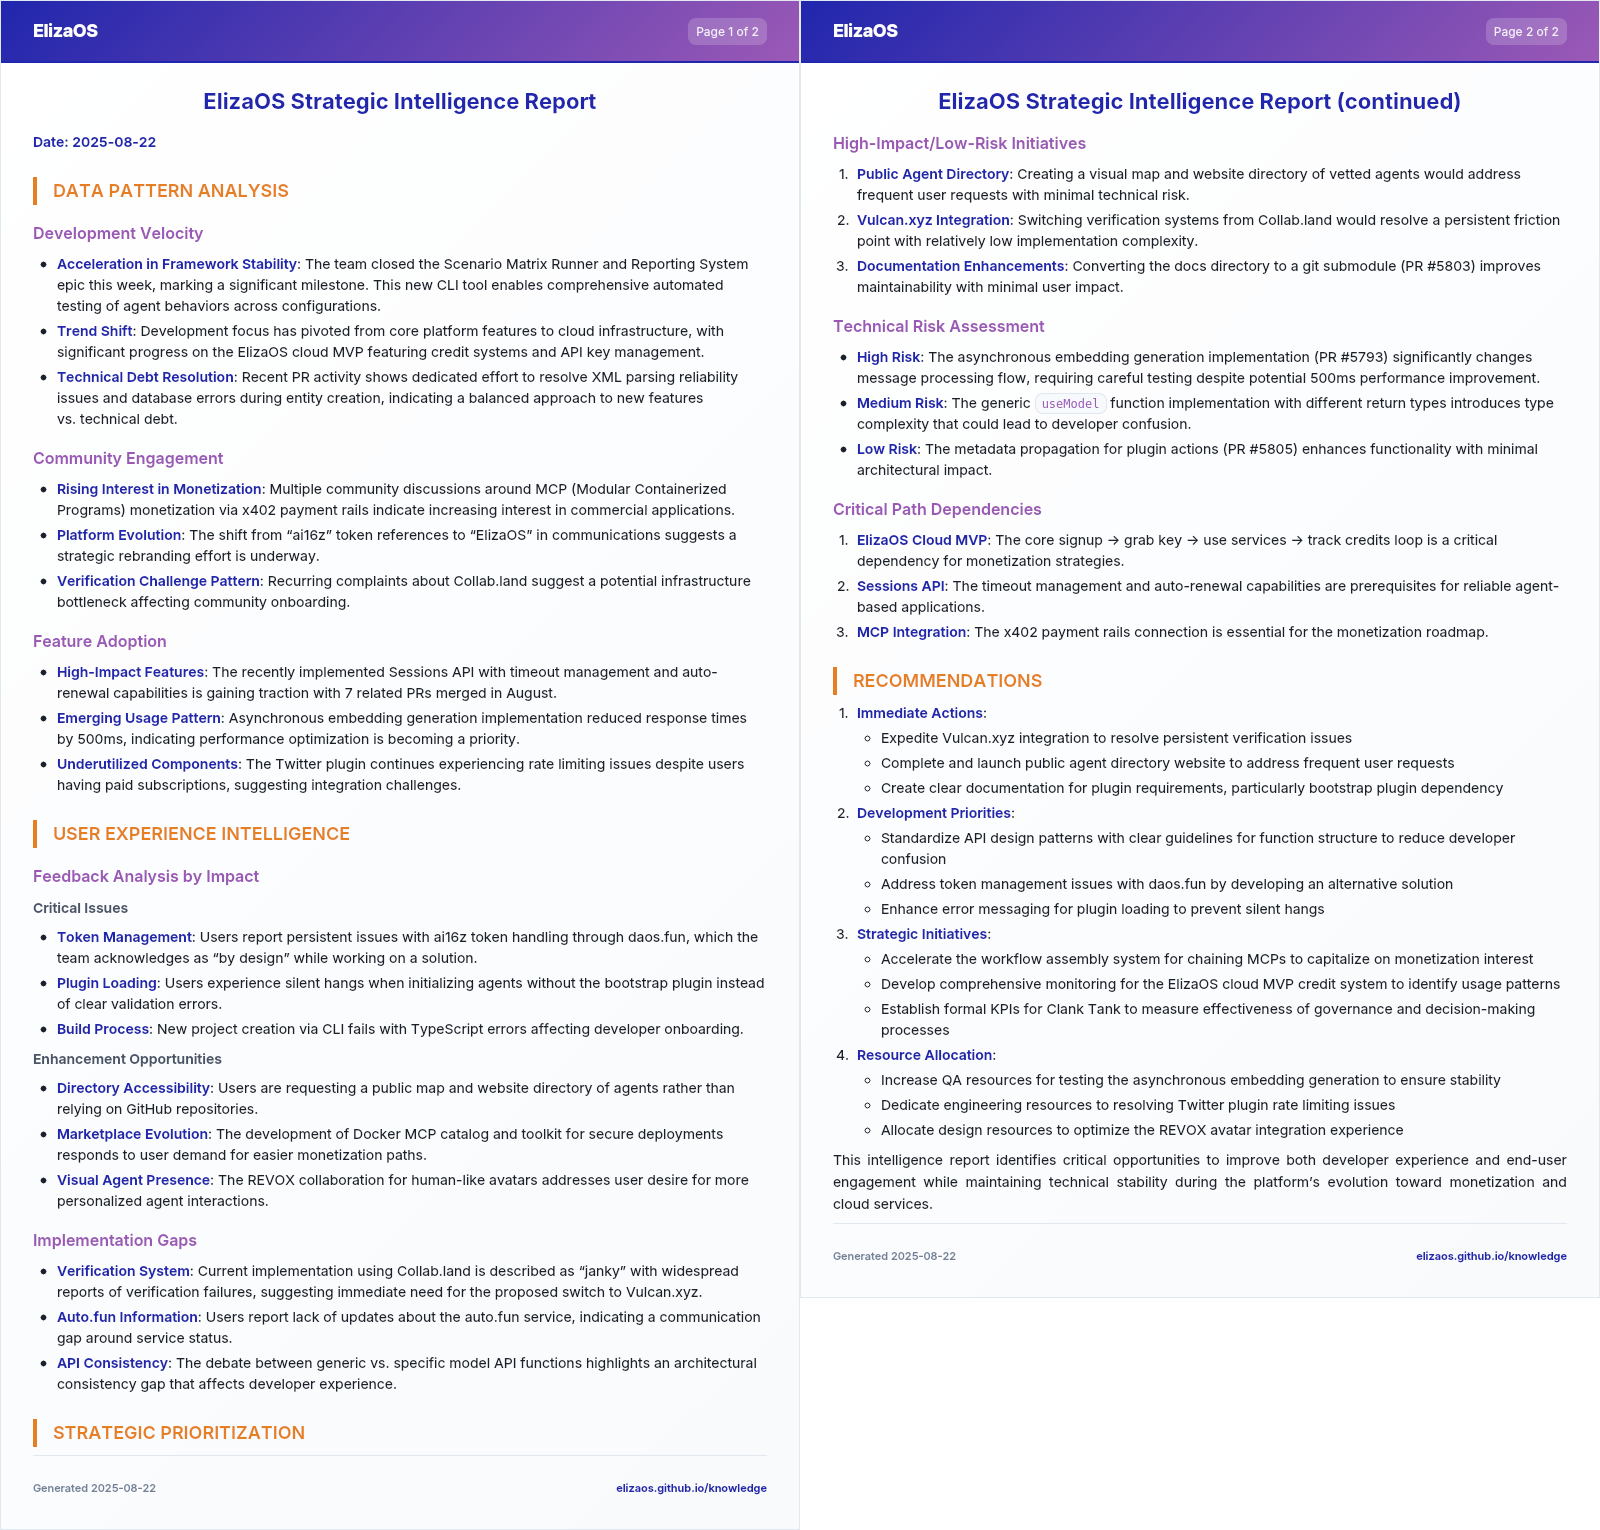 ElizaOS
Page 1 of 2
ElizaOS Strategic Intelligence Report
Date: 2025-08-22
DATA PATTERN ANALYSIS
Development Velocity
• Acceleration in Framework Stability: The team closed the Scenario Matrix Runner and Reporting System
epic this week, marking a significant milestone. This new CLI tool enables comprehensive automated
testing of agent behaviors across configurations.
• Trend Shift: Development focus has pivoted from core platform features to cloud infrastructure, with
significant progress on the ElizaOS cloud MVP featuring credit systems and API key management.
• Technical Debt Resolution: Recent PR activity shows dedicated effort to resolve XML parsing reliability
issues and database errors during entity creation, indicating a balanced approach to new features
vs. technical debt.
Community Engagement
• Rising Interest in Monetization: Multiple community discussions around MCP (Modular Containerized
Programs) monetization via x402 payment rails indicate increasing interest in commercial applications.
• Platform Evolution: The shift from “ai16z” token references to “ElizaOS” in communications suggests a
strategic rebranding effort is underway.
• Verification Challenge Pattern: Recurring complaints about Collab.land suggest a potential infrastructure
bottleneck affecting community onboarding.
Feature Adoption
• High-Impact Features: The recently implemented Sessions API with timeout management and auto-
renewal capabilities is gaining traction with 7 related PRs merged in August.
• Emerging Usage Pattern: Asynchronous embedding generation implementation reduced response times
by 500ms, indicating performance optimization is becoming a priority.
• Underutilized Components: The Twitter plugin continues experiencing rate limiting issues despite users
having paid subscriptions, suggesting integration challenges.
USER EXPERIENCE INTELLIGENCE
Feedback Analysis by Impact
Critical Issues
• Token Management: Users report persistent issues with ai16z token handling through daos.fun, which the
team acknowledges as “by design” while working on a solution.
• Plugin Loading: Users experience silent hangs when initializing agents without the bootstrap plugin instead
of clear validation errors.
• Build Process: New project creation via CLI fails with TypeScript errors affecting developer onboarding.
Enhancement Opportunities
• Directory Accessibility: Users are requesting a public map and website directory of agents rather than
relying on GitHub repositories.
• Marketplace Evolution: The development of Docker MCP catalog and toolkit for secure deployments
responds to user demand for easier monetization paths.
• Visual Agent Presence: The REVOX collaboration for human-like avatars addresses user desire for more
personalized agent interactions.
Implementation Gaps
• Verification System: Current implementation using Collab.land is described as “janky” with widespread
reports of verification failures, suggesting immediate need for the proposed switch to Vulcan.xyz.
• Auto.fun Information: Users report lack of updates about the auto.fun service, indicating a communication
gap around service status.
• API Consistency: The debate between generic vs. specific model API functions highlights an architectural
consistency gap that affects developer experience.
STRATEGIC PRIORITIZATION
Generated 2025-08-22
elizaos.github.io/knowledge
ElizaOS
Page 2 of 2
ElizaOS Strategic Intelligence Report (continued)
High-Impact/Low-Risk Initiatives
1. Public Agent Directory: Creating a visual map and website directory of vetted agents would address
frequent user requests with minimal technical risk.
2. Vulcan.xyz Integration: Switching verification systems from Collab.land would resolve a persistent friction
point with relatively low implementation complexity.
3. Documentation Enhancements: Converting the docs directory to a git submodule (PR #5803) improves
maintainability with minimal user impact.
Technical Risk Assessment
• High Risk: The asynchronous embedding generation implementation (PR #5793) significantly changes
message processing flow, requiring careful testing despite potential 500ms performance improvement.
• Medium Risk: The generic useModel function implementation with different return types introduces type
complexity that could lead to developer confusion.
• Low Risk: The metadata propagation for plugin actions (PR #5805) enhances functionality with minimal
architectural impact.
Critical Path Dependencies
1. ElizaOS Cloud MVP: The core signup → grab key → use services → track credits loop is a critical
dependency for monetization strategies.
2. Sessions API: The timeout management and auto-renewal capabilities are prerequisites for reliable agent-
based applications.
3. MCP Integration: The x402 payment rails connection is essential for the monetization roadmap.
RECOMMENDATIONS
1. Immediate Actions:
◦ Expedite Vulcan.xyz integration to resolve persistent verification issues
◦ Complete and launch public agent directory website to address frequent user requests
◦ Create clear documentation for plugin requirements, particularly bootstrap plugin dependency
2. Development Priorities:
◦ Standardize API design patterns with clear guidelines for function structure to reduce developer
confusion
◦ Address token management issues with daos.fun by developing an alternative solution
◦ Enhance error messaging for plugin loading to prevent silent hangs
3. Strategic Initiatives:
◦ Accelerate the workflow assembly system for chaining MCPs to capitalize on monetization interest
◦ Develop comprehensive monitoring for the ElizaOS cloud MVP credit system to identify usage patterns
◦ Establish formal KPIs for Clank Tank to measure effectiveness of governance and decision-making
processes
4. Resource Allocation:
◦ Increase QA resources for testing the asynchronous embedding generation to ensure stability
◦ Dedicate engineering resources to resolving Twitter plugin rate limiting issues
◦ Allocate design resources to optimize the REVOX avatar integration experience
This intelligence report identifies critical opportunities to improve both developer experience and end-user
engagement while maintaining technical stability during the platform’s evolution toward monetization and
cloud services.
Generated 2025-08-22
elizaos.github.io/knowledge